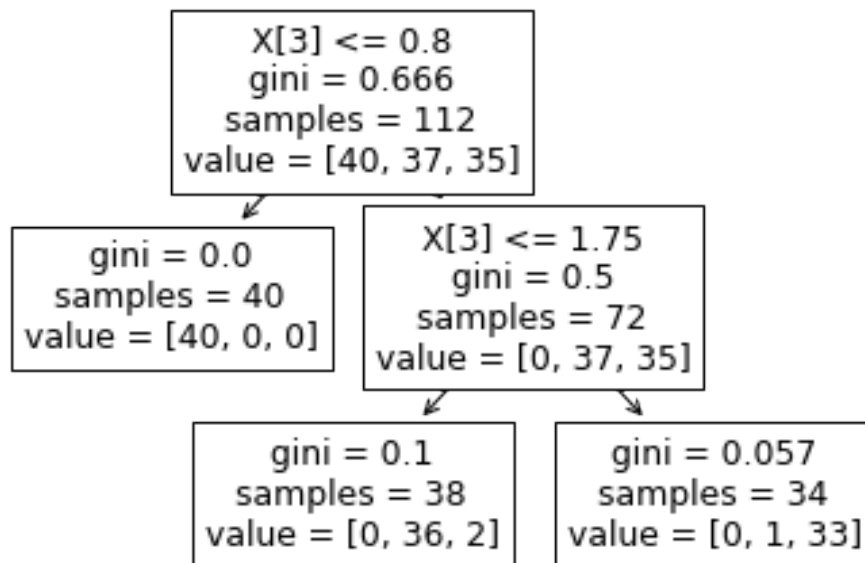 X[3] <= 0.8
gini = 0.666
samples = 112
value = [40, 37, 35]
gini = 0.0
samples = 40
value = [40, 0, 0]
X[3] <= 1.75
gini = 0.5
samples = 72
value = [0, 37, 35]
gini = 0.1
samples = 38
value = [0, 36, 2]
gini = 0.057
samples = 34
value = [0, 1, 33]